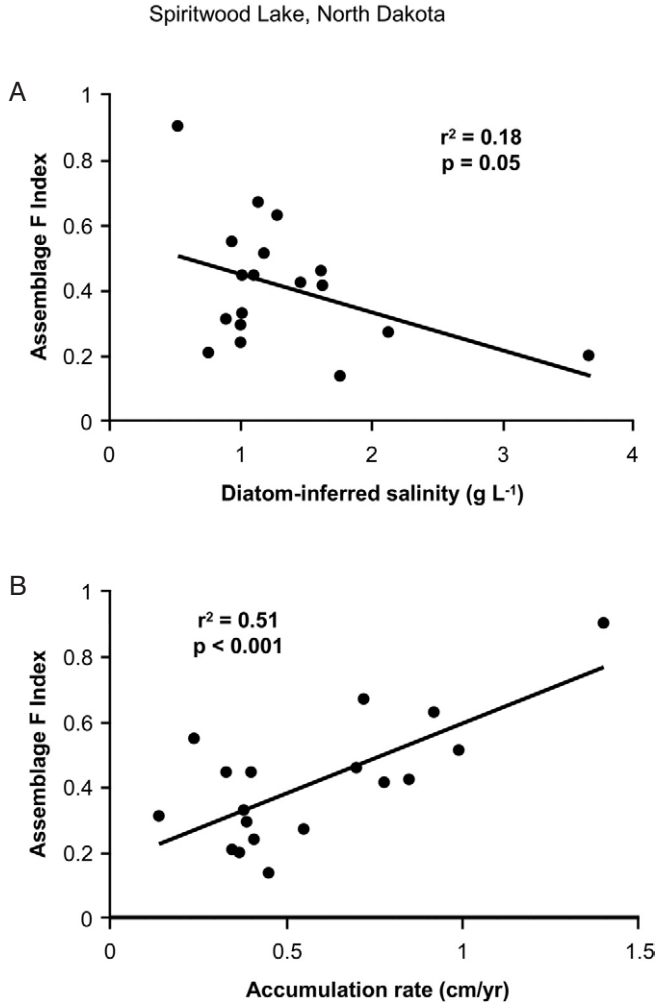 Spiritwood Lake, North Dakota
A
1
0.8
0.6
0.4
0.2
0
Assemblage F Index
r² = 0.18
p = 0.05
0 1 2 3 4
Diatom-inferred salinity (g L⁻¹)
B
1
0.8
0.6
0.4
0.2
0
Assemblage F Index
r² = 0.51
p < 0.001
0 0.5 1 1.5
Accumulation rate (cm/yr)